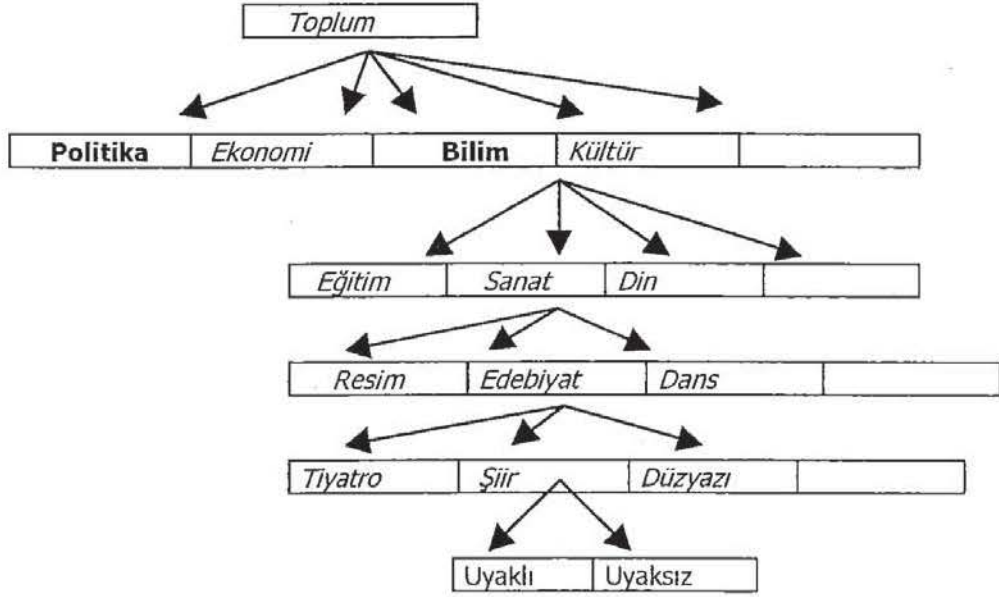 Toplum
Politika Ekonomi Bilim Kültür
Eğitim Sanat Din
Resim Edebiyat Dans
Tiyatro Şiir Düzyazı
Uyaklı Uyaksız